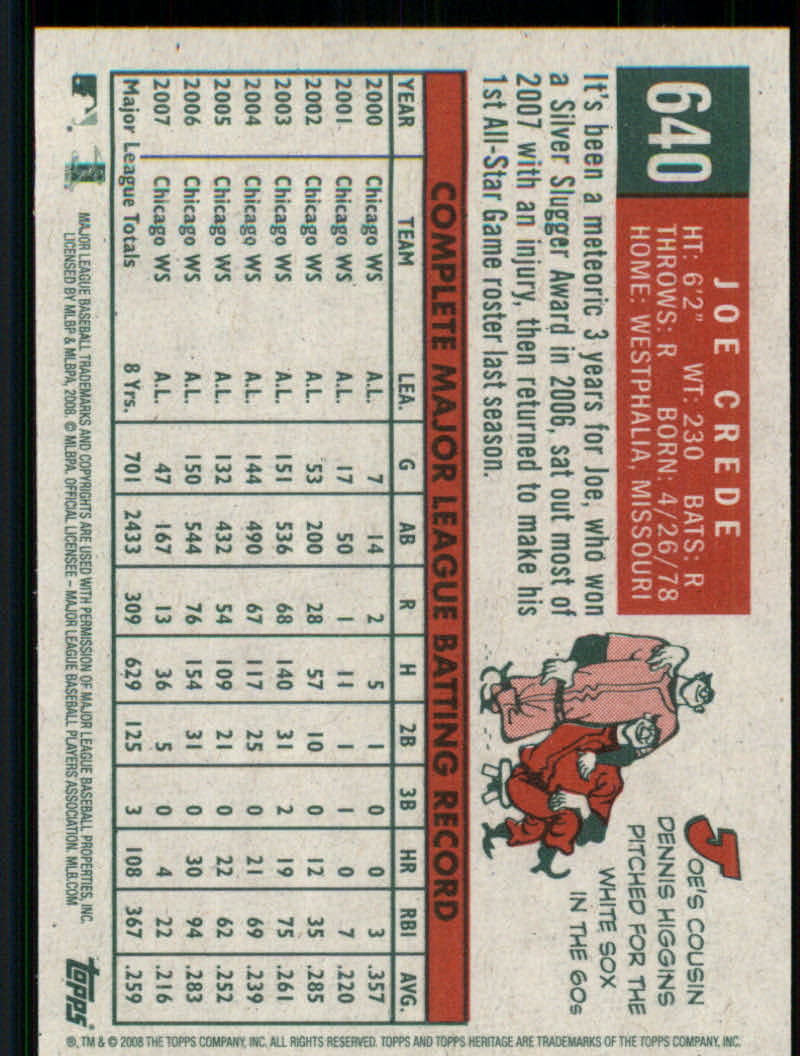 640
JOE CREDE
HT: 6'2" WT: 230 BATS: R
THROWS: R BORN: 4/26/78
HOME: WESTPHALIA, MISSOURI
It's been a meteoric 3 years for Joe, who won
a Silver Slugger Award in 2006, sat out most of
2007 with an injury, then returned to make his
1st All-Star Game roster last season.
JOE'S COUSIN
DENNIS HIGGINS
PITCHED FOR THE
WHITE SOX
IN THE 60s
COMPLETE MAJOR LEAGUE BATTING RECORD
YEAR TEAM LEA. G AB R H 2B 3B HR RBI AVG.
2000 Chicago WS A.L. 7 14 2 5 1 0 0 3 .357
2001 Chicago WS A.L. 17 50 1 11 1 1 0 7 .220
2002 Chicago WS A.L. 53 200 28 57 10 0 12 35 .285
2003 Chicago WS A.L. 151 536 68 140 31 2 19 75 .261
2004 Chicago WS A.L. 144 490 67 117 25 0 21 69 .239
2005 Chicago WS A.L. 132 432 54 109 21 0 22 62 .252
2006 Chicago WS A.L. 150 544 76 154 31 0 30 94 .283
2007 Chicago WS A.L. 47 167 13 36 5 0 4 22 .216
Major League Totals 8 Yrs. 701 2433 309 629 125 3 108 367 .259
MAJOR LEAGUE BASEBALL TRADEMARKS AND COPYRIGHTS ARE USED WITH PERMISSION OF MAJOR LEAGUE BASEBALL PROPERTIES, INC.
LICENSED BY MLBP & MLBPA, 2008. © MLBPA. OFFICIAL LICENSEE – MAJOR LEAGUE BASEBALL PLAYERS ASSOCIATION. MLB.COM
topps
®, TM & © 2008 THE TOPPS COMPANY, INC. ALL RIGHTS RESERVED. TOPPS AND TOPPS HERITAGE ARE TRADEMARKS OF THE TOPPS COMPANY, INC.